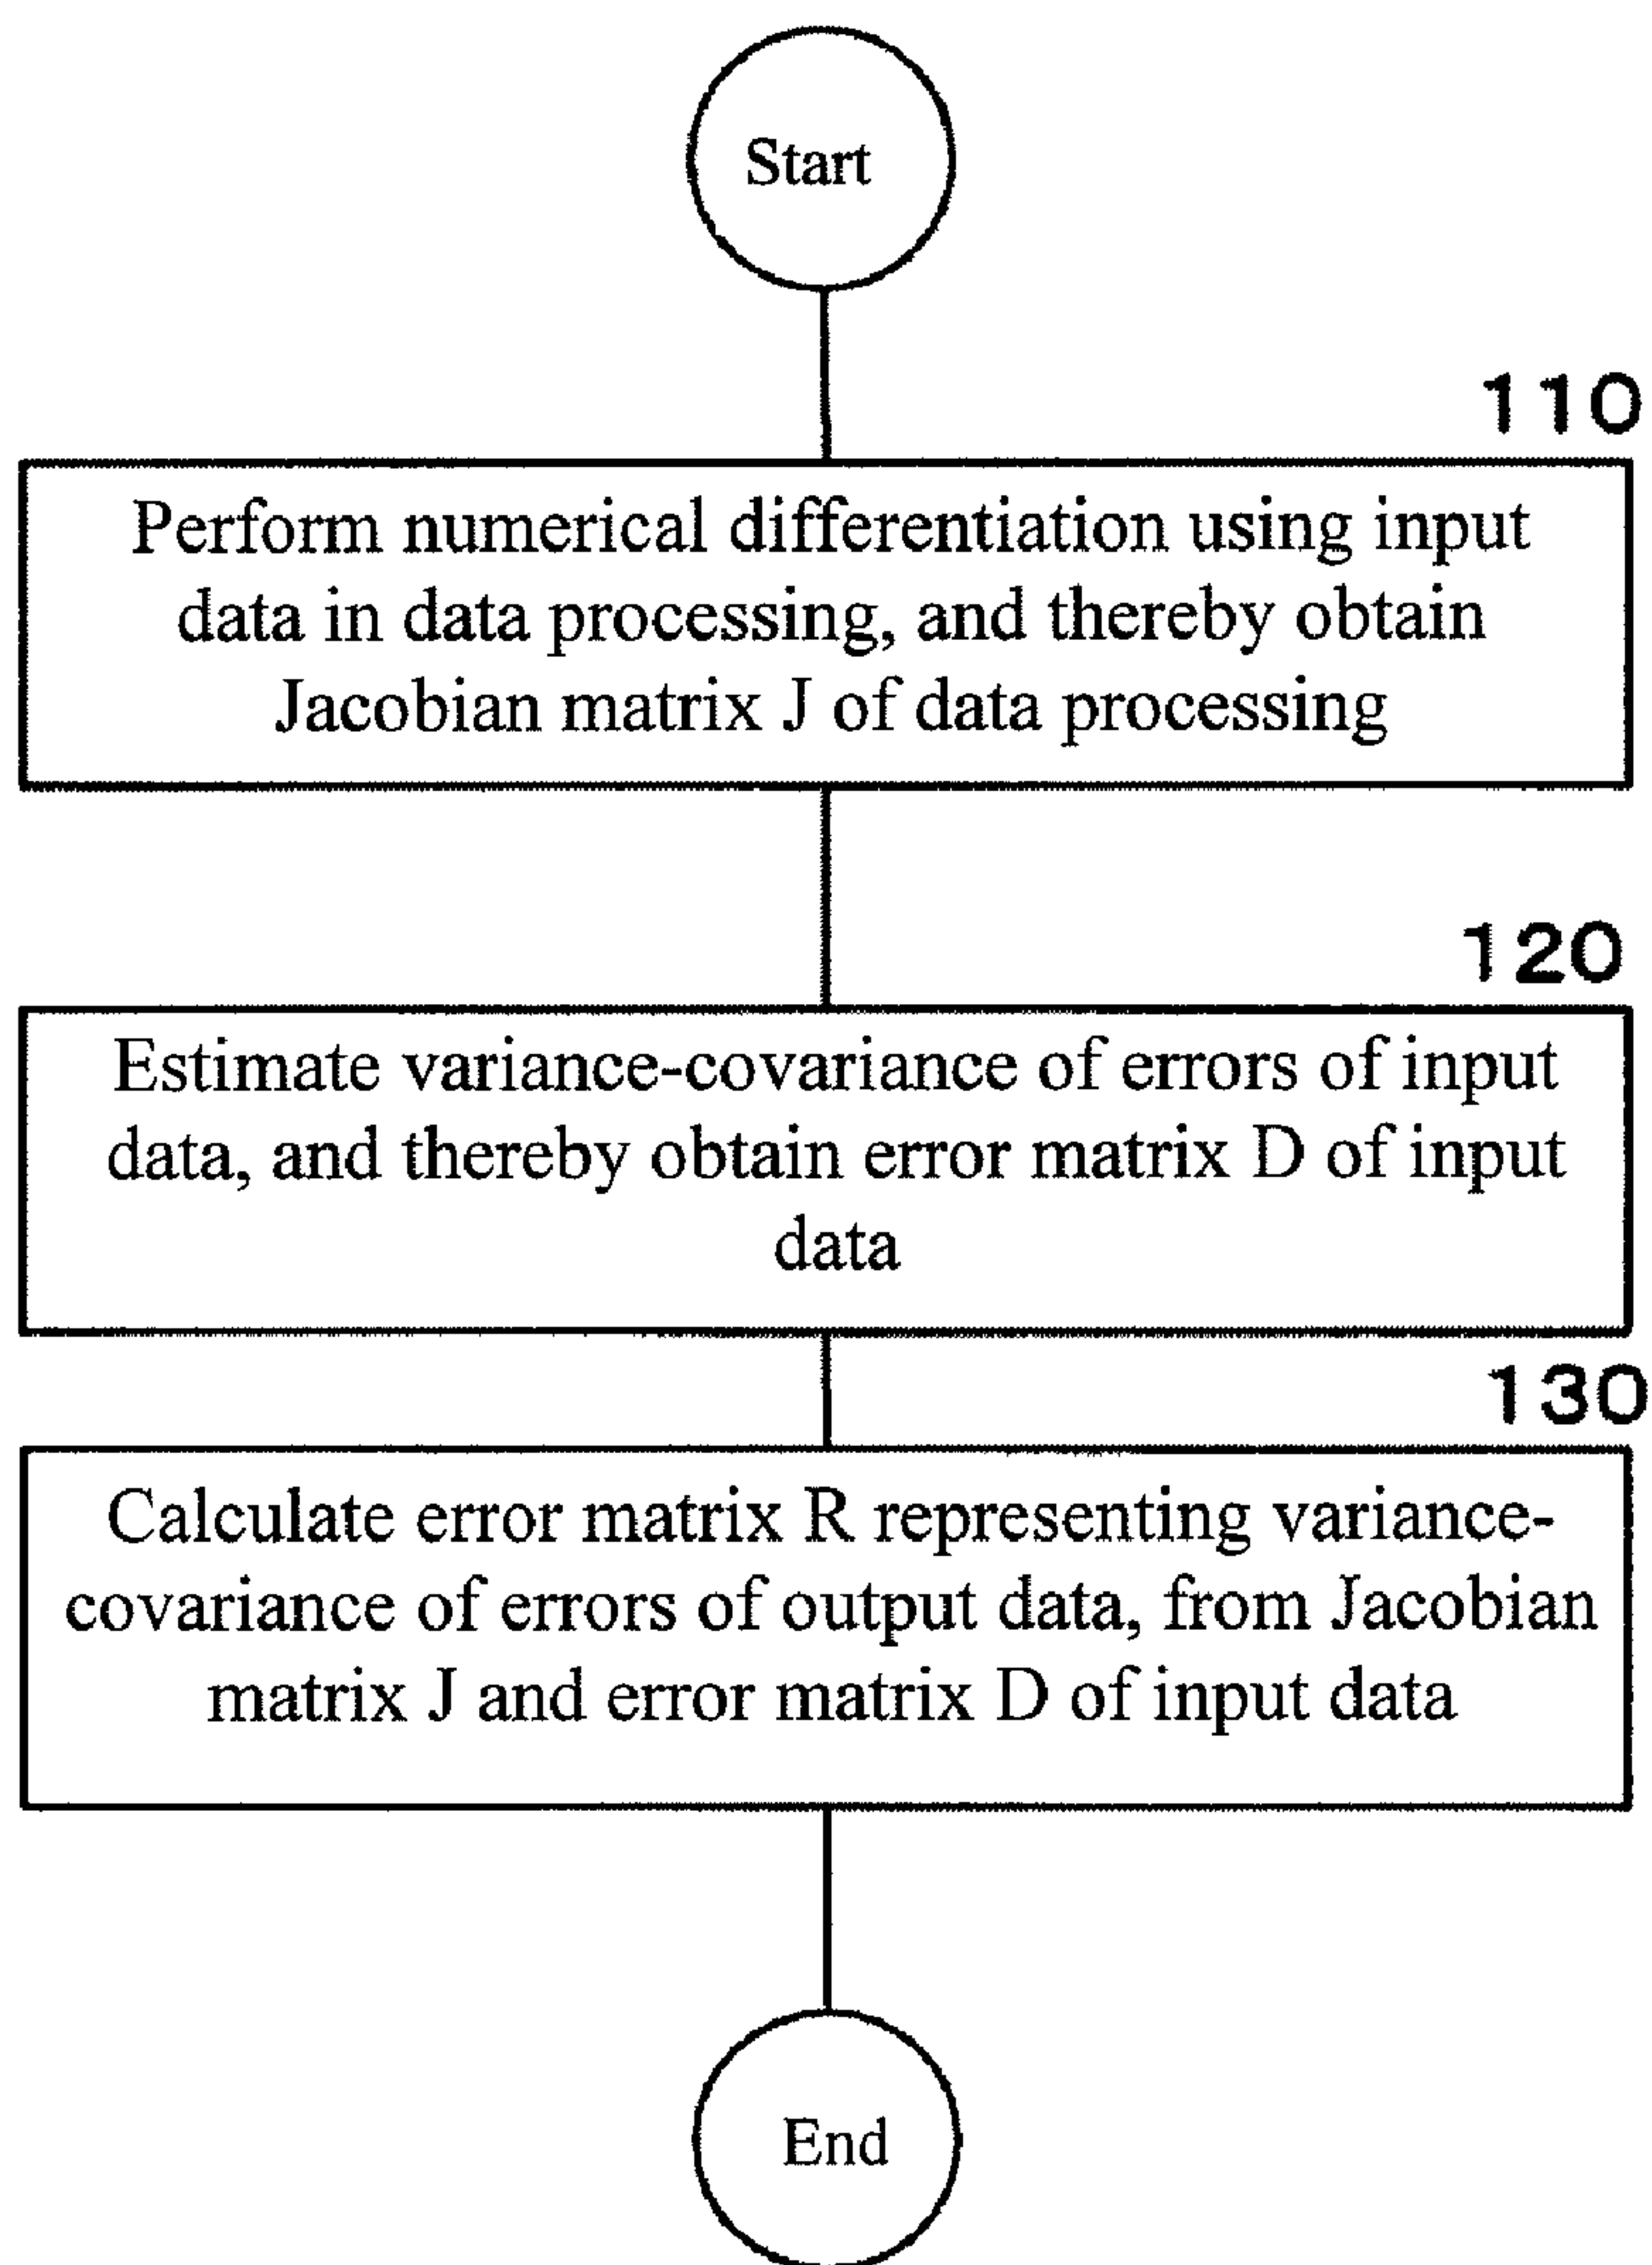 Start
110
Perform numerical differentiation using input
data in data processing, and thereby obtain
Jacobian matrix J of data processing
120
Estimate variance-covariance of errors of input
data, and thereby obtain error matrix D of input
data
130
Calculate error matrix R representing variance-
covariance of errors of output data, from Jacobian
matrix J and error matrix D of input data
End